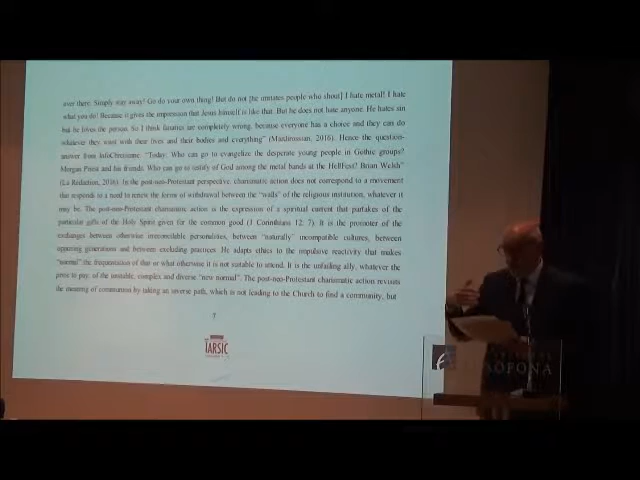 over there. Simply stay away! Go do your own thing! But do not [he imitates people who shout] I hate metal! I hate
what you do! Because it gives the impression that Jesus himself is like that. But he does not hate anyone. He hates sin
but he loves the person. So I think fanatics are completely wrong, because everyone has a choice and they can do
whatever they want with their lives and their bodies and everything" (Mardirossian, 2016). Hence the question-
answer from InfoChrétienne: "Today: Who can go to evangelize the desperate young people in Gothic groups?
Morgan Priest and his friends. Who can go to testify of God among the metal bands at the HellFest? Brian Welsh"
(La Rédaction, 2016). In the post-neo-Protestant perspective, charismatic action does not correspond to a movement
that responds to a need to renew the forms of withdrawal between the "walls" of the religious institution, whatever it
may be. The post-neo-Protestant charismatic action is the expression of a spiritual current that partakes of the
particular gifts of the Holy Spirit given for the common good (1 Corinthians 12: 7). It is the promoter of the
exchanges between otherwise irreconcilable personalities, between "naturally" incompatible cultures, between
opposing generations and between excluding practices. He adapts ethics to the impulsive reactivity that makes
"normal" the fragmentation of ties or what otherwise it is not suitable to amend. It is the unfailing ally, whatever the
price to pay, of the unstable, complex and diverse "new normal". The post-neo-Protestant charismatic action revisits
the meaning of communion by taking an inverse path, which is not leading to the Church to find a community, but
7
TARSIC
OFONA